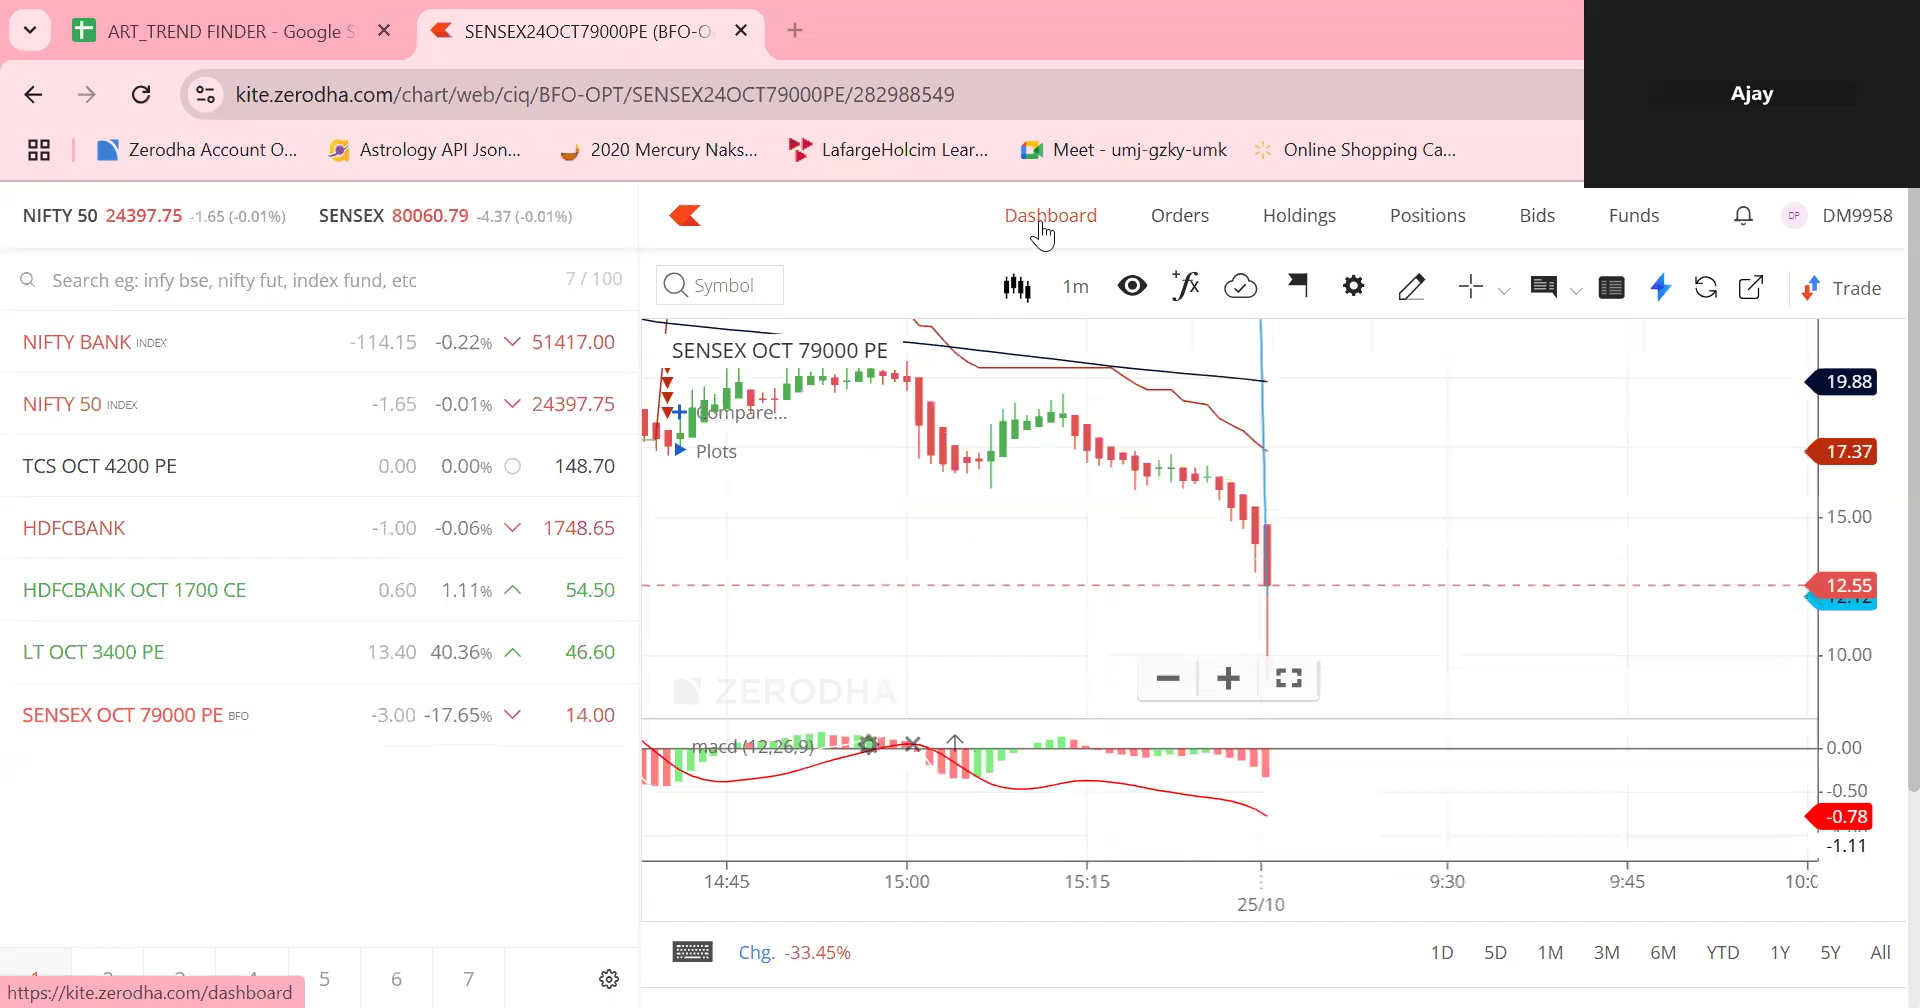 ART_TREND FINDER - Google S
SENSEX24OCT79000PE (BFO-O
kite.zerodha.com/chart/web/ciq/BFO-OPT/SENSEX24OCT79000PE/282988549
Ajay
Zerodha Account O...
Astrology API Json...
2020 Mercury Naks...
LafargeHolcim Lear...
Meet - umj-gzky-umk
Online Shopping Ca...
NIFTY 50 24397.75 -1.65 (-0.01%) SENSEX 80060.79 -4.37 (-0.01%)
Dashboard Orders Holdings Positions Bids Funds DP DM9958
Search eg: infy bse, nifty fut, index fund, etc 7 / 100
Symbol 1m Trade
NIFTY BANK INDEX -114.15 -0.22% 51417.00
NIFTY 50 INDEX -1.65 -0.01% 24397.75
TCS OCT 4200 PE 0.00 0.00% 148.70
HDFCBANK -1.00 -0.06% 1748.65
HDFCBANK OCT 1700 CE 0.60 1.11% 54.50
LT OCT 3400 PE 13.40 40.36% 46.60
SENSEX OCT 79000 PE BFO -3.00 -17.65% 14.00
SENSEX OCT 79000 PE
Compare...
Plots
19.88
17.37
15.00
12.55
12.12
10.00
ZERODHA
macd (12,26,9)
0.00
-0.50
-0.78
-1.11
14:45 15:00 15:15 9:30 9:45 10:0
25/10
Chg. -33.45%
1D 5D 1M 3M 6M YTD 1Y 5Y All
5 6 7
https://kite.zerodha.com/dashboard